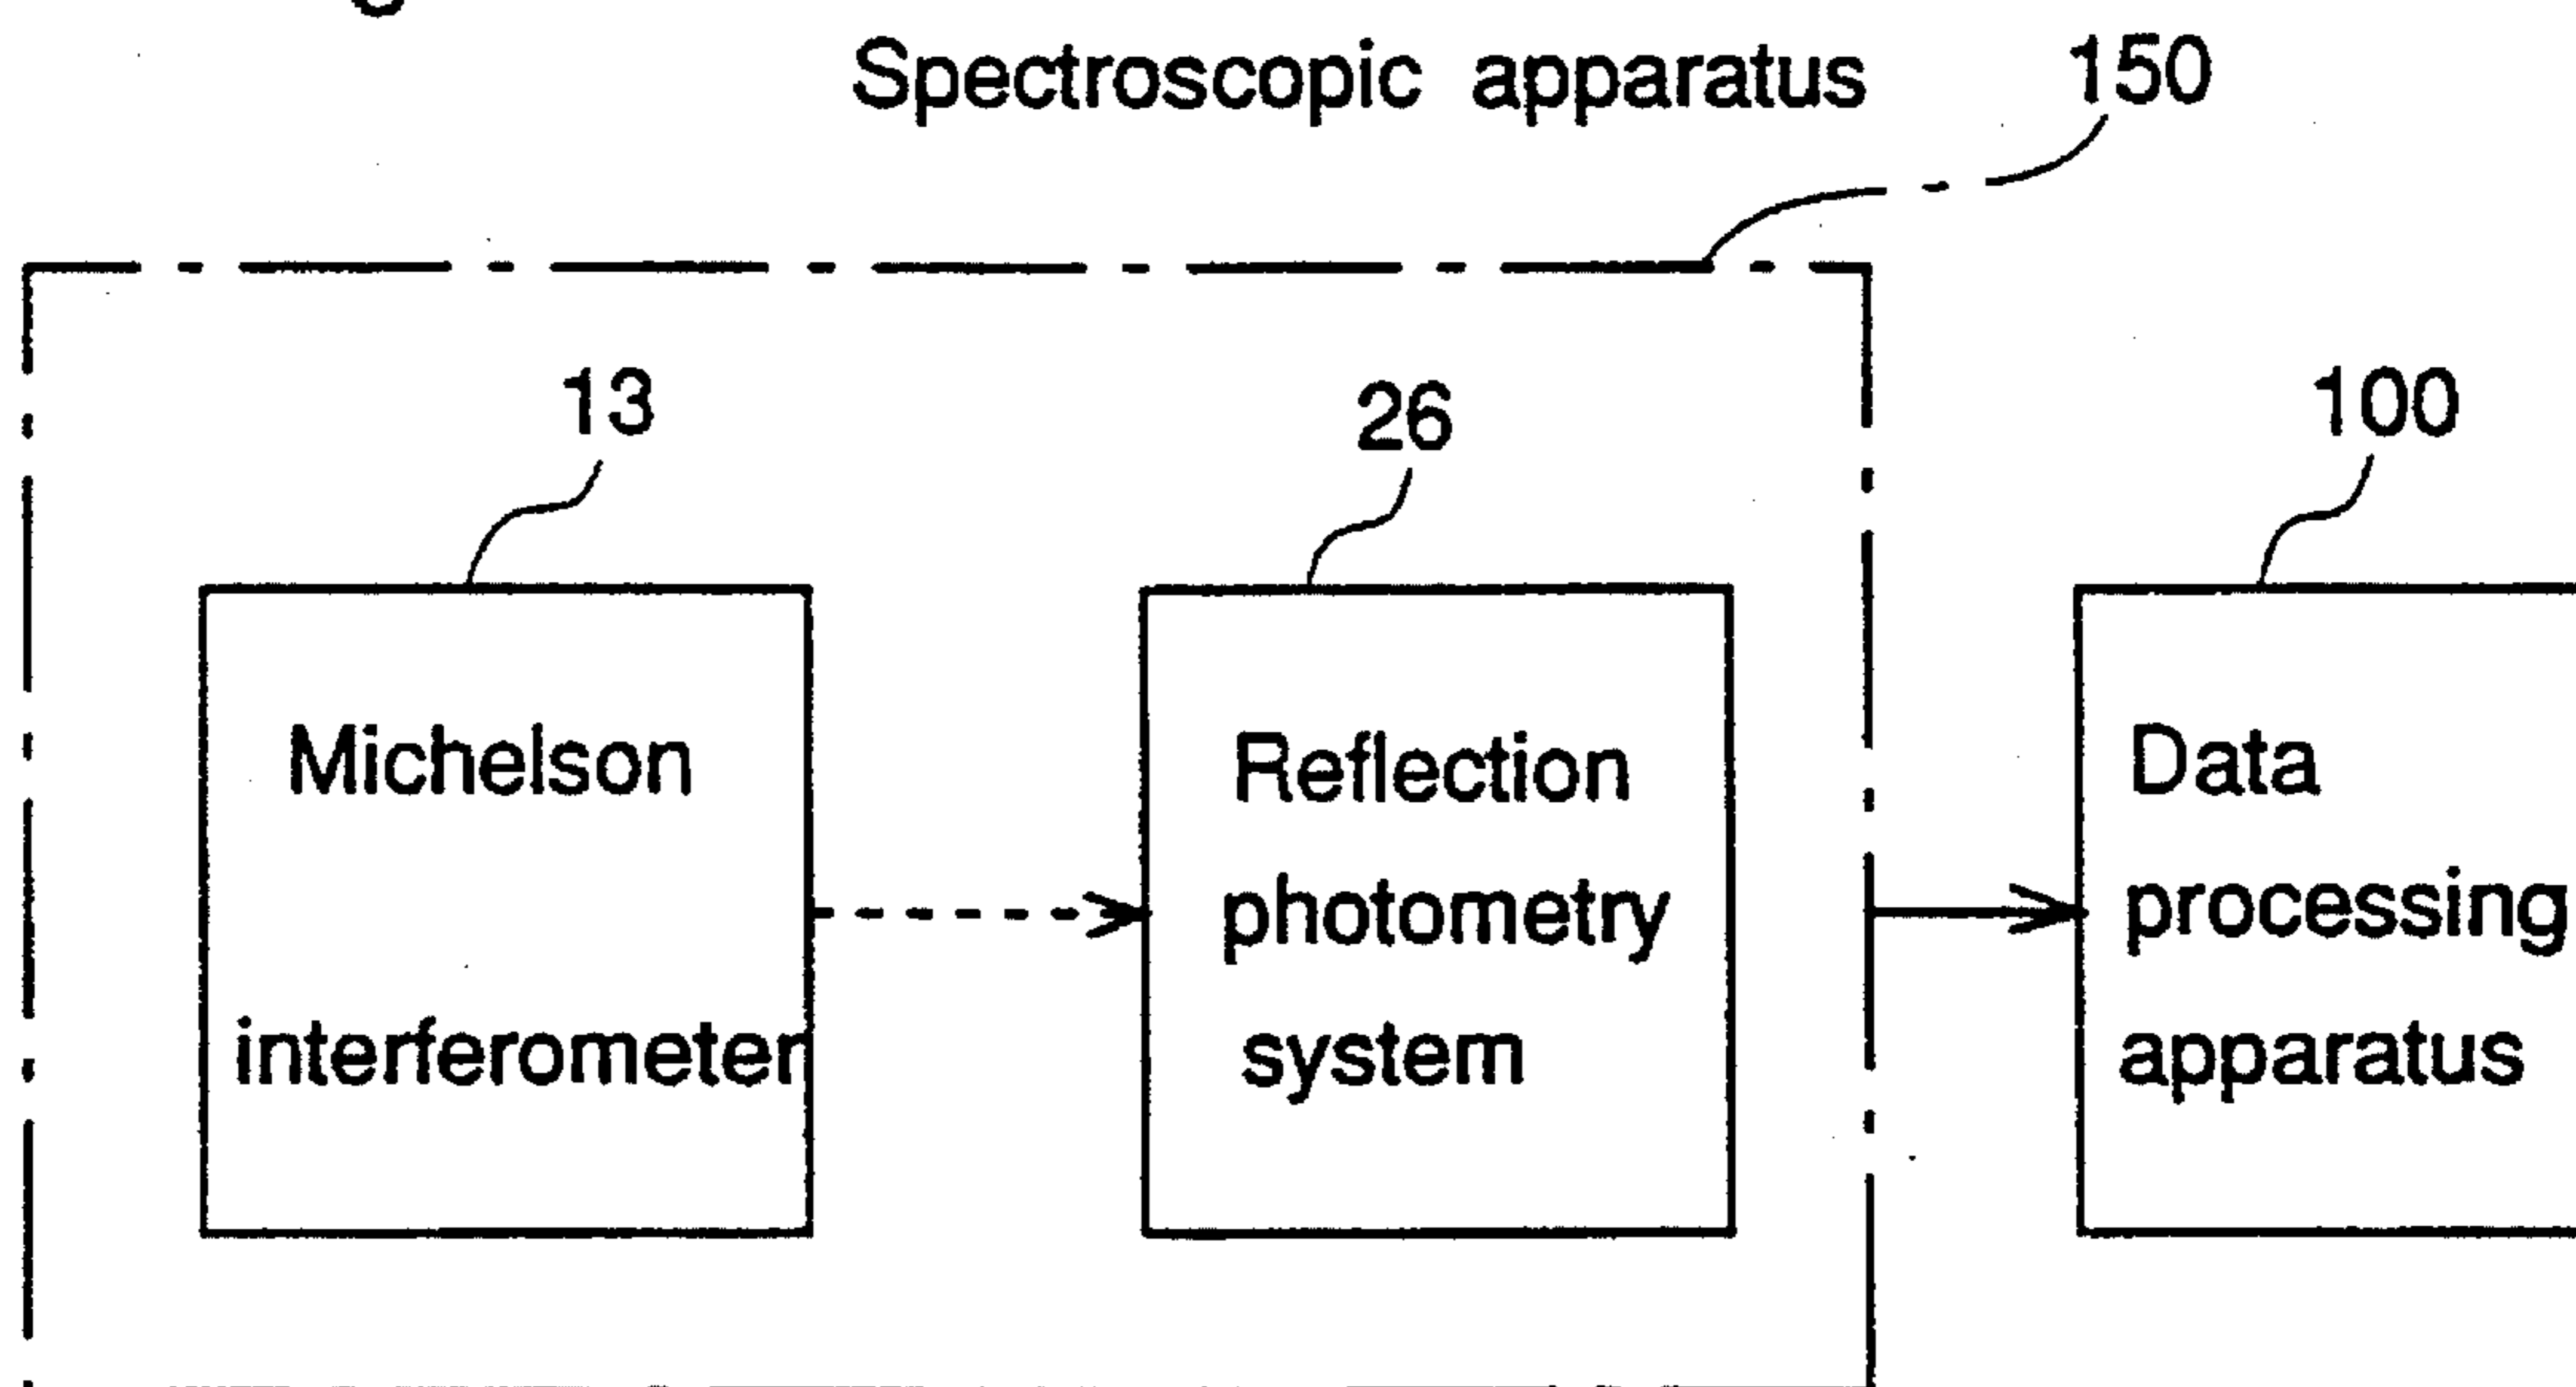 Spectroscopic apparatus 150
13
26
100
Michelson
interferometer
Reflection
photometry
system
Data
processing
apparatus